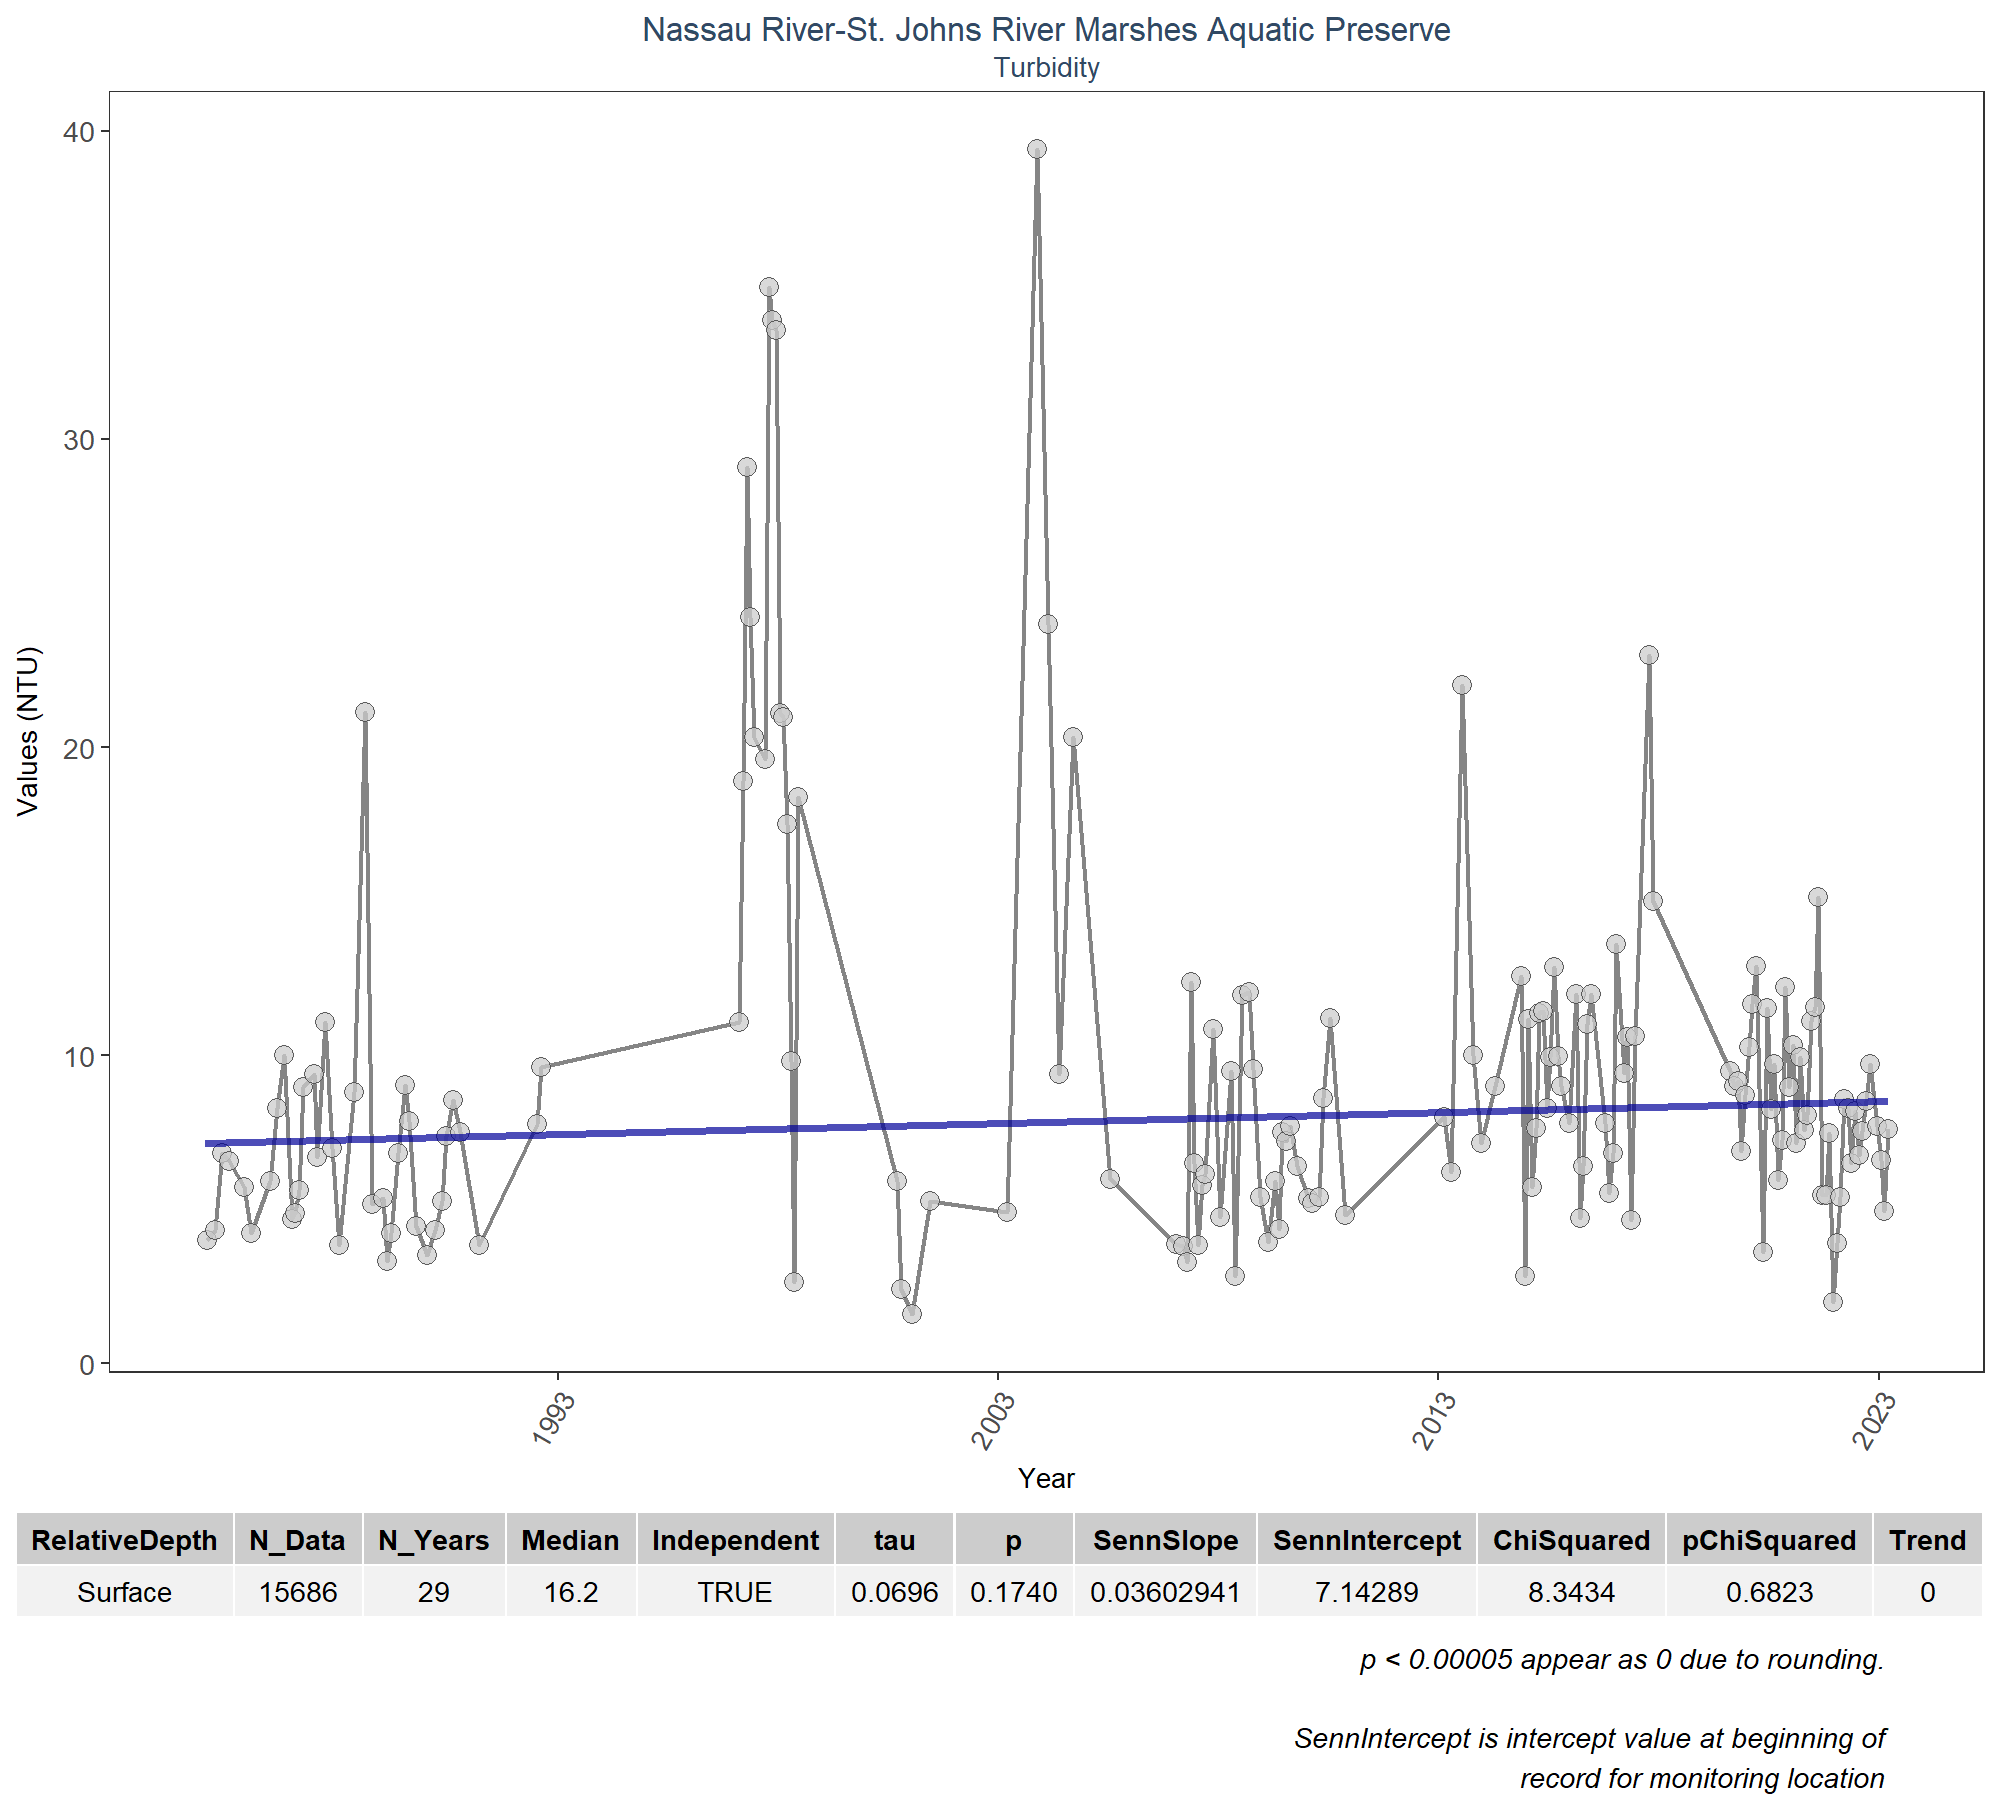 Nassau River-St. Johns River Marshes Aquatic Preserve
Turbidity
40
30
20
10
0
Values (NTU)
1993
2003
2013
2023
Year
RelativeDepth N_Data N_Years Median Independent tau p SennSlope SennIntercept ChiSquared pChiSquared Trend
Surface 15686 29 16.2 TRUE 0.0696 0.1740 0.03602941 7.14289 8.3434 0.6823 0
p < 0.00005 appear as 0 due to rounding.
SennIntercept is intercept value at beginning of
record for monitoring location